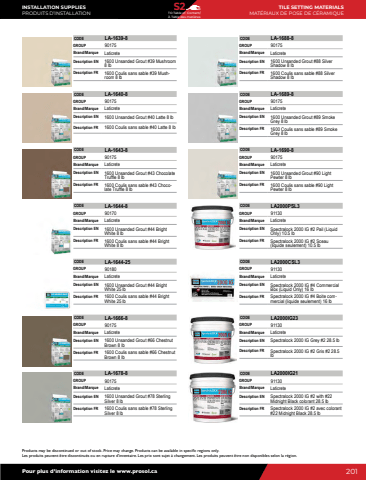 INSTALLATION SUPPLIES
PRODUITS D'INSTALLATION
S2
TILE SETTING MATERIALS
MATÉRIAUX DE POSE DE CÉRAMIQUE
CODE LA-1639-8
GROUP 90175
Brand/Marque Laticrete
Description EN 1600 Unsanded Grout #39 Mushroom
8 lb
Description FR 1600 Coulis sans sable #39 Mush-
room 8 lb
CODE LA-1640-8
GROUP 90175
Brand/Marque Laticrete
Description EN 1600 Unsanded Grout #40 Latte 8 lb
Description FR 1600 Coulis sans sable #40 Latte 8 lb
CODE LA-1643-8
GROUP 90175
Brand/Marque Laticrete
Description EN 1600 Unsanded Grout #43 Chocolate
Truffle 8 lb
Description FR 1600 Coulis sans sable #43 Choco-
late Truffle 8 lb
CODE LA-1644-8
GROUP 90170
Brand/Marque Laticrete
Description EN 1600 Unsanded Grout #44 Bright
White 8 lb
Description FR 1600 Coulis sans sable #44 Bright
White 8 lb
CODE LA-1644-25
GROUP 90180
Brand/Marque Laticrete
Description EN 1600 Unsanded Grout #44 Bright
White 25 lb
Description FR 1600 Coulis sans sable #44 Bright
White 25 lb
CODE LA-1666-8
GROUP 90175
Brand/Marque Laticrete
Description EN 1600 Unsanded Grout #66 Chestnut
Brown 8 lb
Description FR 1600 Coulis sans sable #66 Chestnut
Brown 8 lb
CODE LA-1678-8
GROUP 90175
Brand/Marque Laticrete
Description EN 1600 Unsanded Grout #78 Sterling
Silver 8 lb
Description FR 1600 Coulis sans sable #78 Sterling
Silver 8 lb
CODE LA-1688-8
GROUP 90175
Brand/Marque Laticrete
Description EN 1600 Unsanded Grout #88 Silver
Shadow 8 lb
Description FR 1600 Coulis sans sable #88 Silver
Shadow 8 lb
CODE LA-1689-8
GROUP 90175
Brand/Marque Laticrete
Description EN 1600 Unsanded Grout #89 Smoke
Grey 8 lb
Description FR 1600 Coulis sans sable #89 Smoke
Grey 8 lb
CODE LA-1690-8
GROUP 90175
Brand/Marque Laticrete
Description EN 1600 Unsanded Grout #90 Light
Pewter 8 lb
Description FR 1600 Coulis sans sable #90 Light
Pewter 8 lb
CODE LA2000PSL3
GROUP 91130
Brand/Marque Laticrete
Description EN Spectralock 2000 IG #2 Pail (Liquid
Only) 10.5 lb
Description FR Spectralock 2000 IG #2 Sceau
(liquide seulement) 10.5 lb
CODE LA2000CSL3
GROUP 91130
Brand/Marque Laticrete
Description EN Spectralock 2000 IG #4 Commercial
Box (Liquid Only) 16 lb
Description FR Spectralock 2000 IG #4 Boite com-
mercial (liquide seulement) 16 lb
CODE LA2000IG23
GROUP 91130
Brand/Marque Laticrete
Description EN Spectralock 2000 IG Grey #2 28.5 lb
Description FR Spectralock 2000 IG #2 Gris #2 28.5
lb
CODE LA2000IG21
GROUP 91130
Brand/Marque Laticrete
Description EN Spectralock 2000 IG #2 with #22
Midnight Black colorant 28.5 lb
Description FR Spectralock 2000 IG #2 avec colorant
#22 Midnight Black 28.5 lb
Products may be discontinued or out of stock. Price may change. Products can be available in specific regions only.
Les produits peuvent être discontinués ou en rupture d'inventaire. Les prix sont sujet à changement. Les produits peuvent être non disponibles selon la région.
Pour plus d'information visitez le www.prosol.ca
201